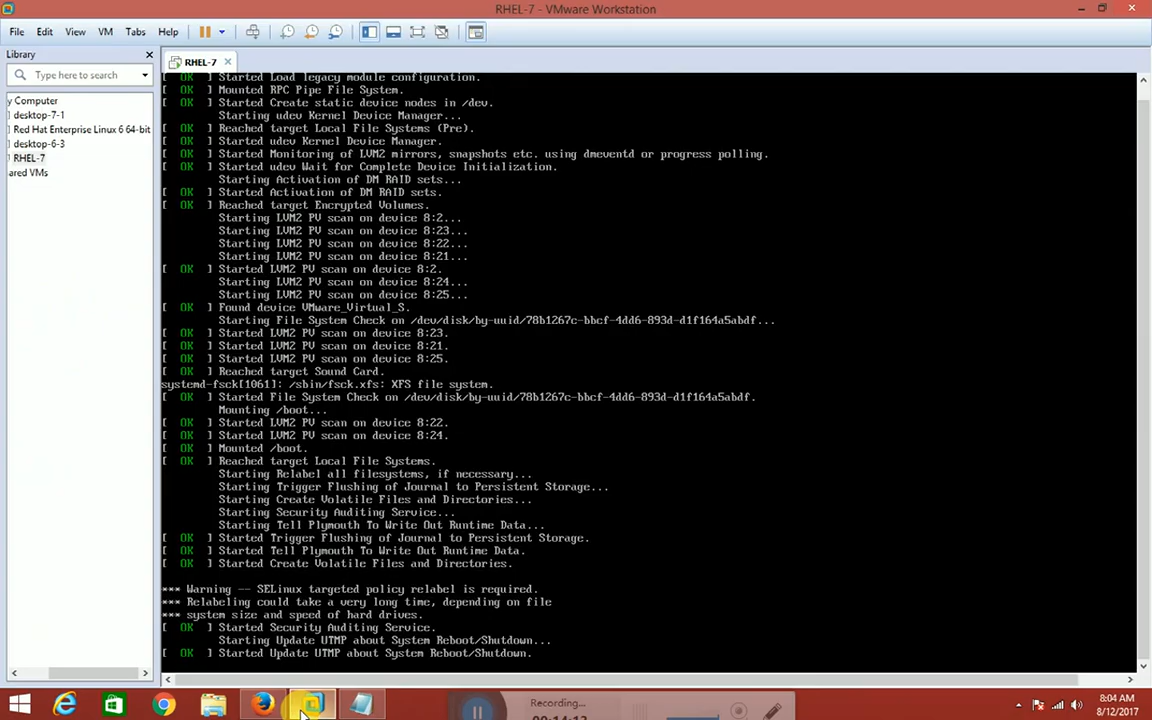 RHEL-7 - VMware Workstation
File Edit View VM Tabs Help
Library
Type here to search
y Computer
desktop-7-1
Red Hat Enterprise Linux 6 64-bit
desktop-6-3
RHEL-7
ared VMs
RHEL-7
[ OK ] Started Load legacy module configuration.
[ OK ] Mounted RPC Pipe File System.
[ OK ] Started Create static device nodes in /dev.
Starting udev Kernel Device Manager...
[ OK ] Reached target Local File Systems (Pre).
[ OK ] Started udev Kernel Device Manager.
[ OK ] Started Monitoring of LVM2 mirrors, snapshots etc. using dmeventd or progress polling.
[ OK ] Started udev Wait for Complete Device Initialization.
Starting Activation of DM RAID sets...
[ OK ] Started Activation of DM RAID sets.
[ OK ] Reached target Encrypted Volumes.
Starting LVM2 PV scan on device 8:2...
Starting LVM2 PV scan on device 8:23...
Starting LVM2 PV scan on device 8:22...
Starting LVM2 PV scan on device 8:21...
[ OK ] Started LVM2 PV scan on device 8:2.
Starting LVM2 PV scan on device 8:24...
Starting LVM2 PV scan on device 8:25...
[ OK ] Found device VMware_Virtual_S.
Starting File System Check on /dev/disk/by-uuid/78b1267c-bbcf-4dd6-893d-d1f164a5abdf...
[ OK ] Started LVM2 PV scan on device 8:23.
[ OK ] Started LVM2 PV scan on device 8:21.
[ OK ] Started LVM2 PV scan on device 8:25.
[ OK ] Reached target Sound Card.
systemd-fsck[1061]: /sbin/fsck.xfs: XFS file system.
[ OK ] Started File System Check on /dev/disk/by-uuid/78b1267c-bbcf-4dd6-893d-d1f164a5abdf.
Mounting /boot...
[ OK ] Started LVM2 PV scan on device 8:22.
[ OK ] Started LVM2 PV scan on device 8:24.
[ OK ] Mounted /boot.
[ OK ] Reached target Local File Systems.
Starting Relabel all filesystems, if necessary...
Starting Trigger Flushing of Journal to Persistent Storage...
Starting Create Volatile Files and Directories...
Starting Security Auditing Service...
Starting Tell Plymouth To Write Out Runtime Data...
[ OK ] Started Trigger Flushing of Journal to Persistent Storage.
[ OK ] Started Tell Plymouth To Write Out Runtime Data.
[ OK ] Started Create Volatile Files and Directories.
*** Warning -- SELinux targeted policy relabel is required.
*** Relabeling could take a very long time, depending on file
*** system size and speed of hard drives.
[ OK ] Started Security Auditing Service.
Starting Update UTMP about System Reboot/Shutdown...
[ OK ] Started Update UTMP about System Reboot/Shutdown.
Recording...
8:04 AM
8/12/2017